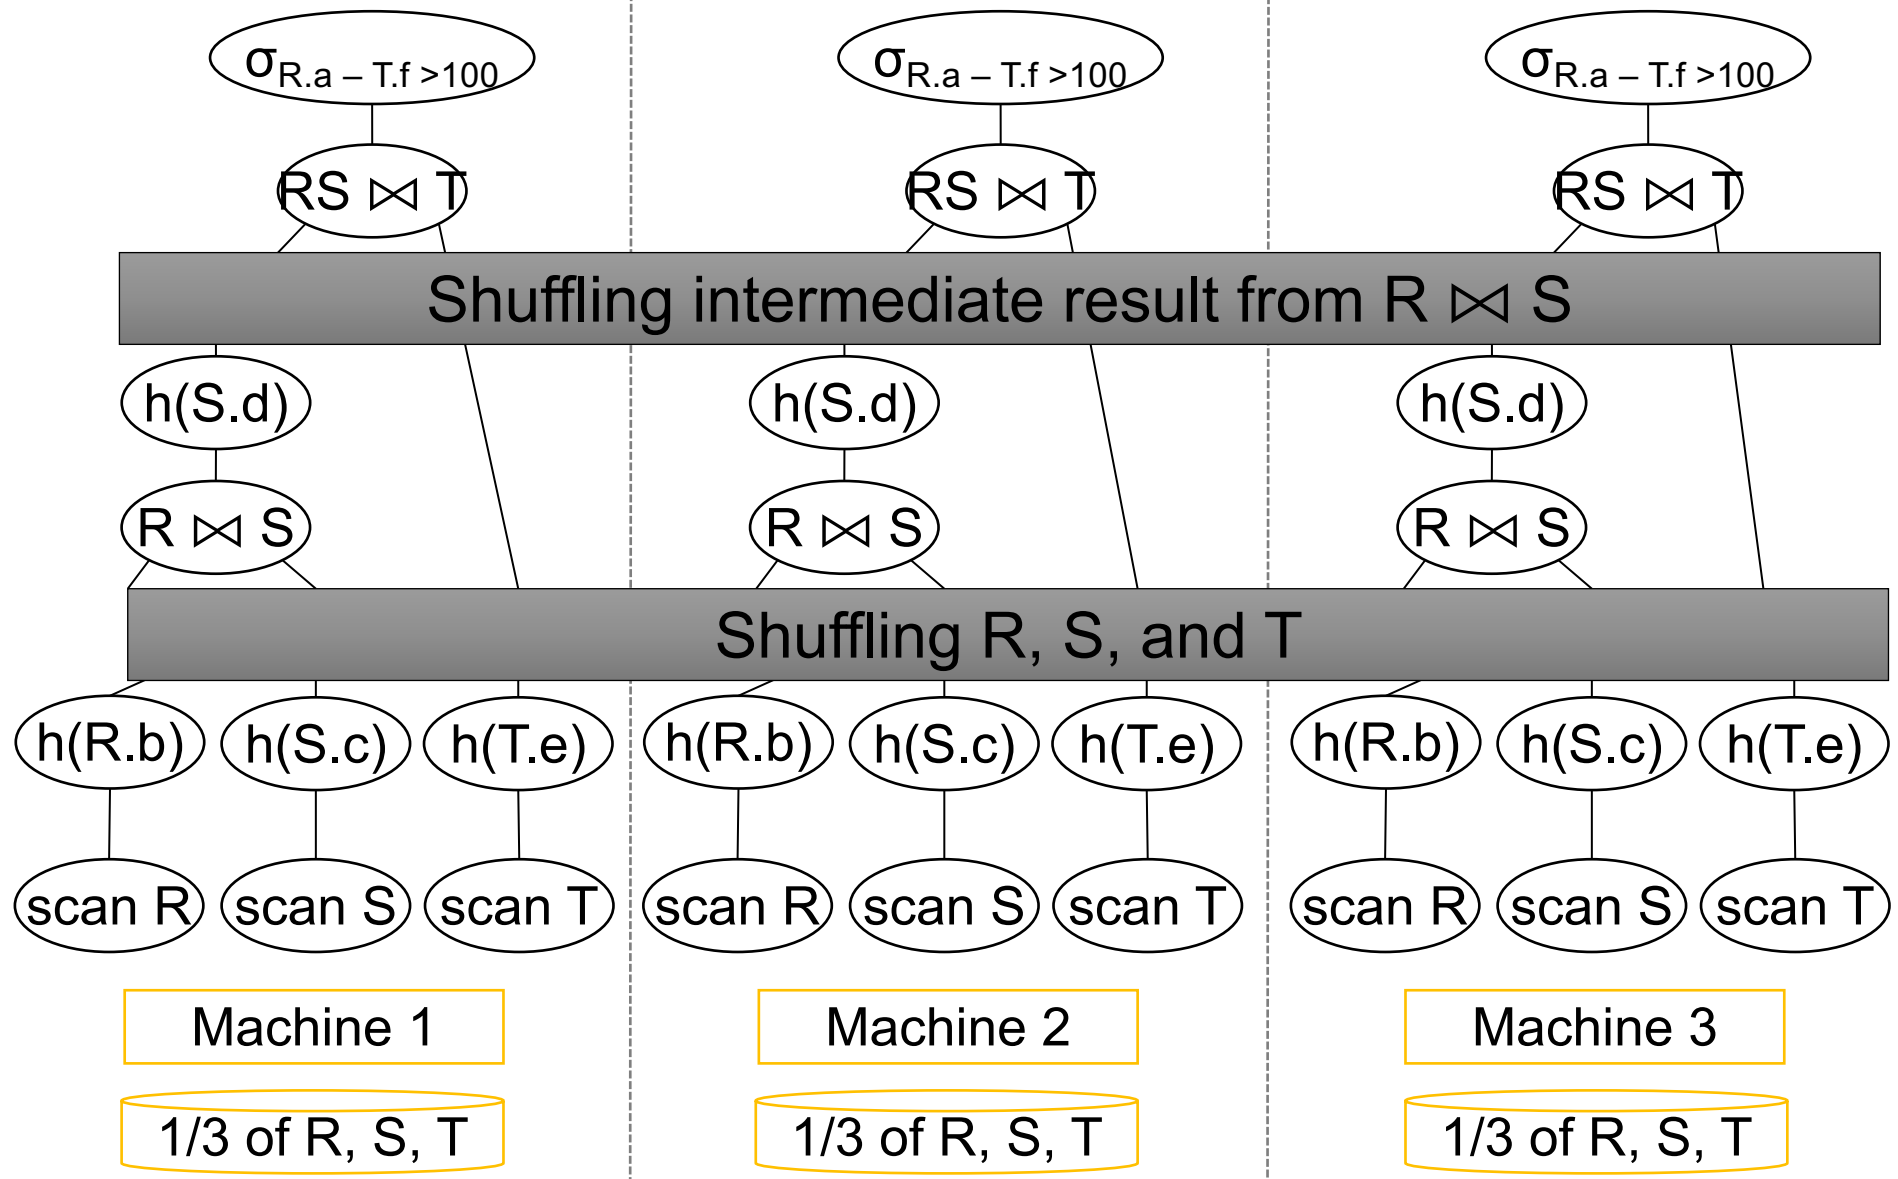 σR.a – T.f >100 σR.a – T.f >100 σR.a – T.f >100
RS ⋈ T RS ⋈ T RS ⋈ T
Shuffling intermediate result from R ⋈ S
h(S.d) h(S.d) h(S.d)
R ⋈ S R ⋈ S R ⋈ S
Shuffling R, S, and T
h(R.b) h(S.c) h(T.e) h(R.b) h(S.c) h(T.e) h(R.b) h(S.c) h(T.e)
scan R scan S scan T scan R scan S scan T scan R scan S scan T
Machine 1 Machine 2 Machine 3
1/3 of R, S, T 1/3 of R, S, T 1/3 of R, S, T